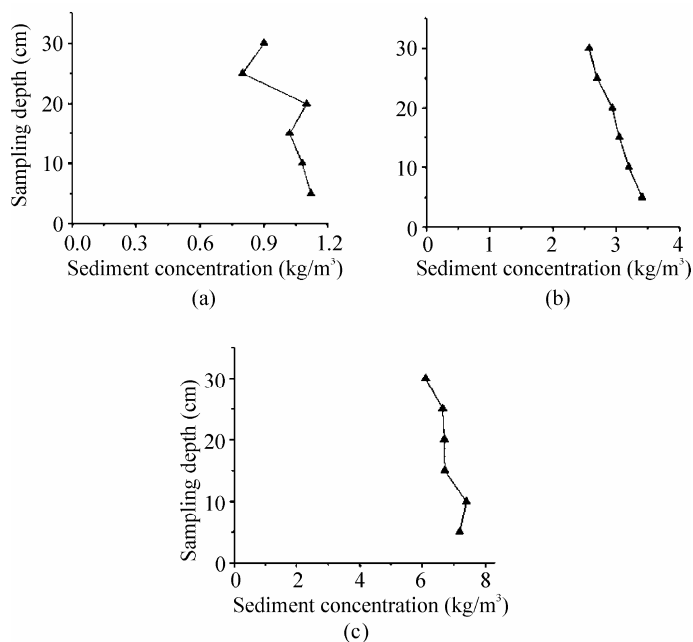 30
20
10
0
Sampling depth (cm)
0.0 0.3 0.6 0.9 1.2
Sediment concentration (kg/m³)
(a)
30
20
10
0
0 1 2 3 4
Sediment concentration (kg/m³)
(b)
30
20
10
0
Sampling depth (cm)
0 2 4 6 8
Sediment concentration (kg/m³)
(c)